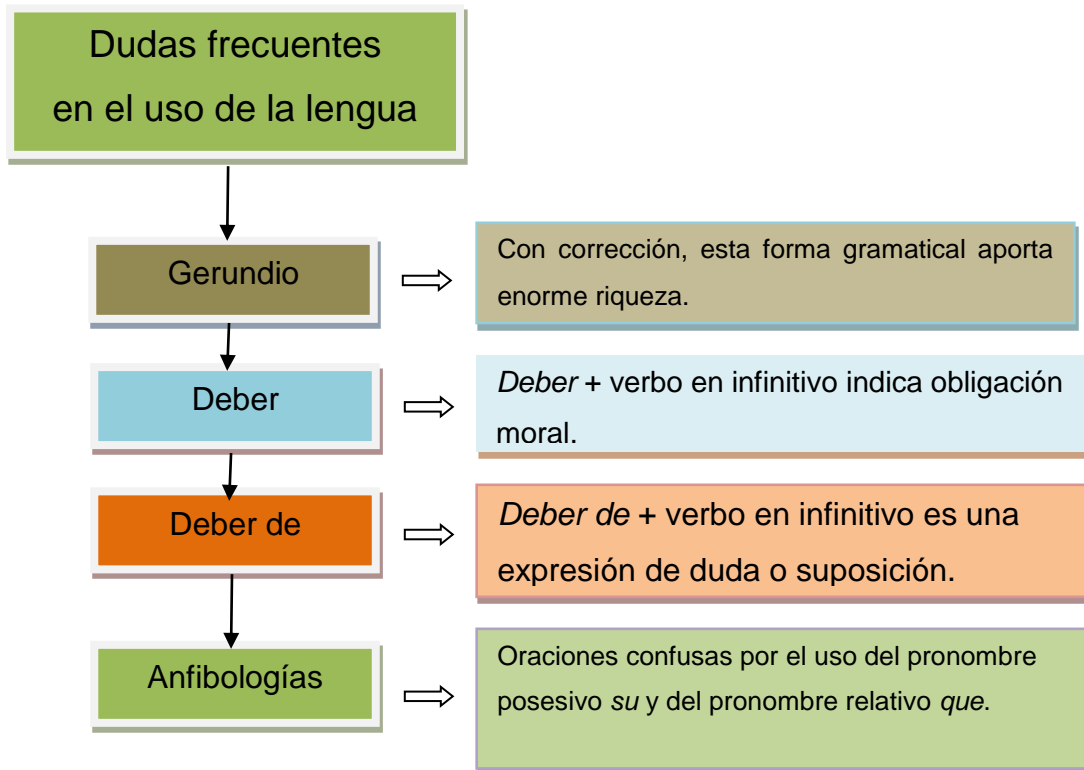 Dudas frecuentes
en el uso de la lengua
Gerundio
Con corrección, esta forma gramatical aporta
enorme riqueza.
Deber
Deber + verbo en infinitivo indica obligación
moral.
Deber de
Deber de + verbo en infinitivo es una
expresión de duda o suposición.
Anfibologías
Oraciones confusas por el uso del pronombre
posesivo su y del pronombre relativo que.